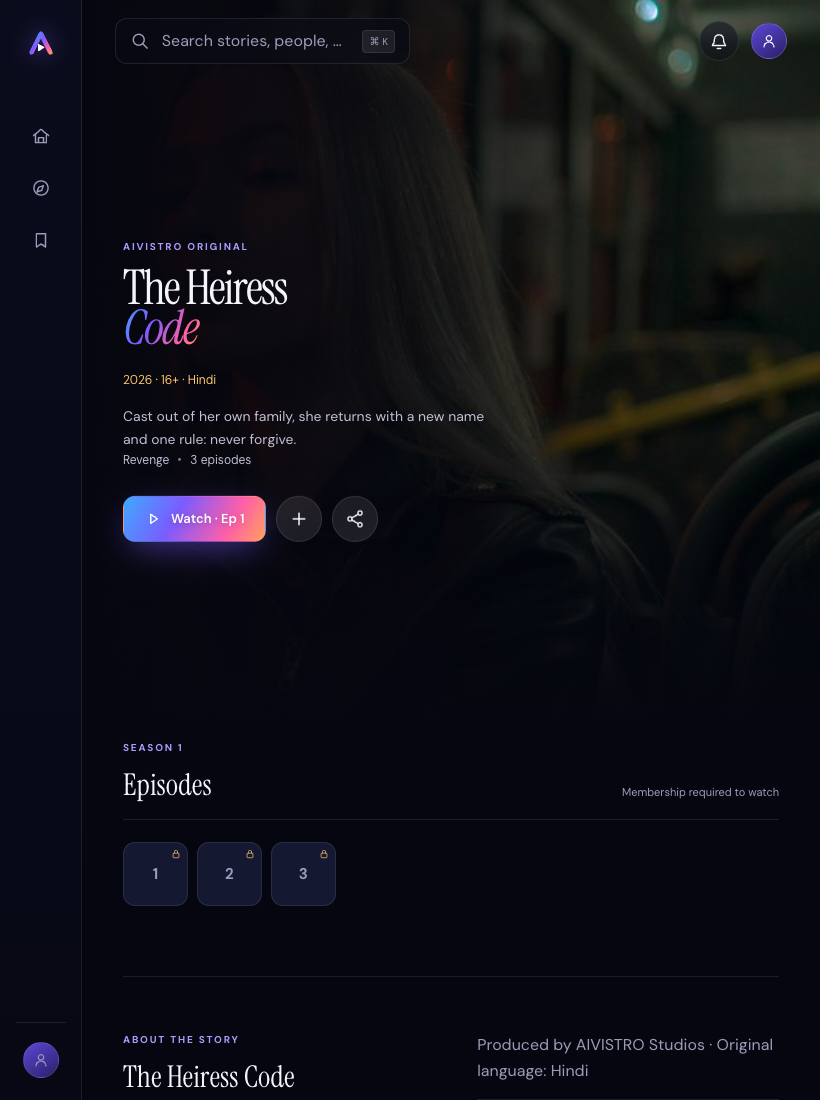 Search stories, people, ...
⌘ K
AIVISTRO ORIGINAL
The Heiress
Code
2026 · 16+ · Hindi
Cast out of her own family, she returns with a new name
and one rule: never forgive.
Revenge • 3 episodes
Watch · Ep 1
SEASON 1
Episodes
Membership required to watch
1
2
3
ABOUT THE STORY
The Heiress Code
Produced by AIVISTRO Studios · Original
language: Hindi